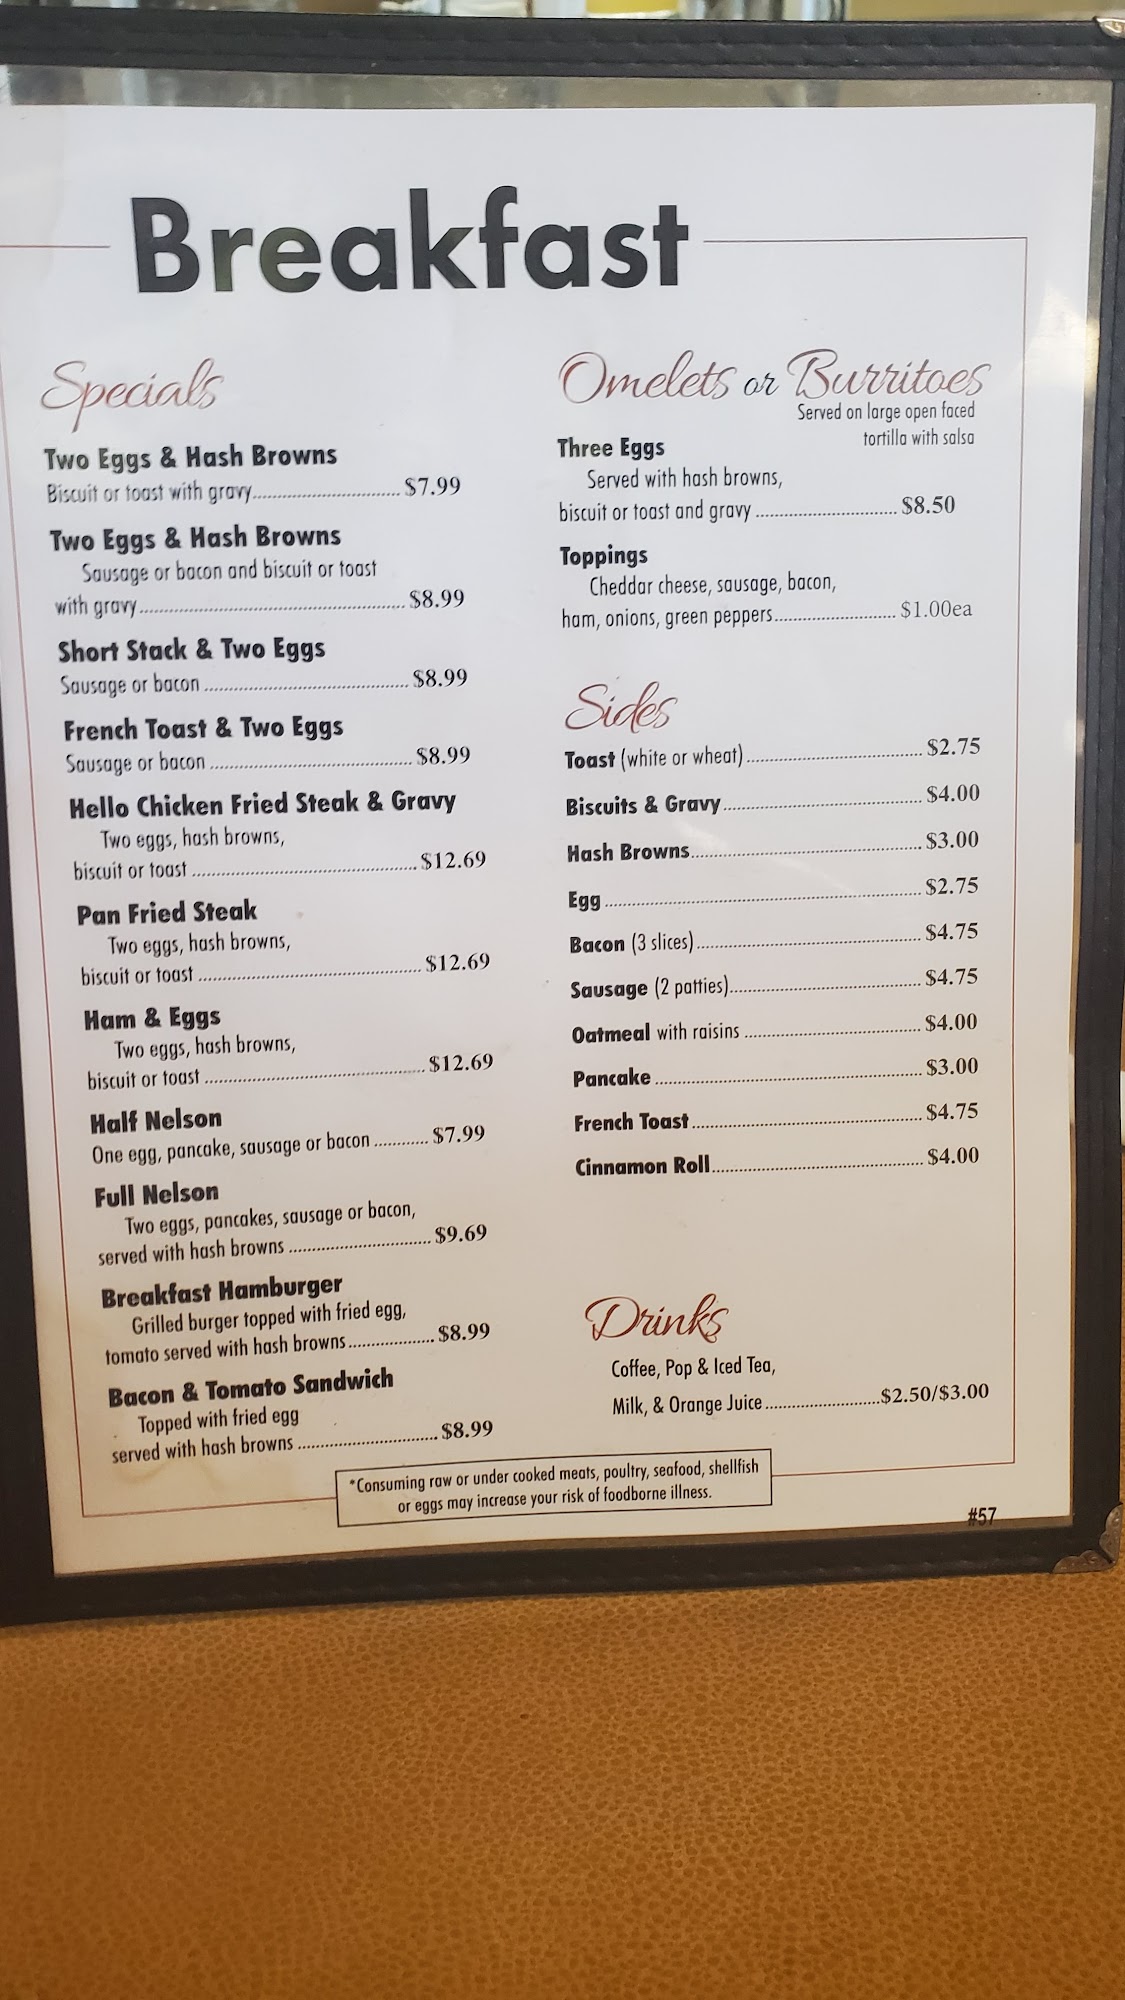 Breakfast
Specials
Two Eggs & Hash Browns
Biscuit or toast with gravy.............................. $7.99
Two Eggs & Hash Browns
Sausage or bacon and biscuit or toast
with gravy...................................................... $8.99
Short Stack & Two Eggs
Sausage or bacon .......................................... $8.99
French Toast & Two Eggs
Sausage or bacon .......................................... $8.99
Hello Chicken Fried Steak & Gravy
Two eggs, hash browns,
biscuit or toast .............................................. $12.69
Pan Fried Steak
Two eggs, hash browns,
biscuit or toast .............................................. $12.69
Ham & Eggs
Two eggs, hash browns,
biscuit or toast .............................................. $12.69
Half Nelson
One egg, pancake, sausage or bacon ........... $7.99
Full Nelson
Two eggs, pancakes, sausage or bacon,
served with hash browns ............................. $9.69
Breakfast Hamburger
Grilled burger topped with fried egg,
tomato served with hash browns.................. $8.99
Bacon & Tomato Sandwich
Topped with fried egg
served with hash browns ............................. $8.99
Omelets or Burritoes
Served on large open faced
tortilla with salsa
Three Eggs
Served with hash browns,
biscuit or toast and gravy ............................. $8.50
Toppings
Cheddar cheese, sausage, bacon,
ham, onions, green peppers......................... $1.00ea
Sides
Toast (white or wheat).................................... $2.75
Biscuits & Gravy......................................... $4.00
Hash Browns............................................... $3.00
Egg ................................................................ $2.75
Bacon (3 slices).............................................. $4.75
Sausage (2 patties)....................................... $4.75
Oatmeal with raisins .................................... $4.00
Pancake ...................................................... $3.00
French Toast ............................................... $4.75
Cinnamon Roll........................................... $4.00
Drinks
Coffee, Pop & Iced Tea,
Milk, & Orange Juice ........................$2.50/$3.00
*Consuming raw or under cooked meats, poultry, seafood, shellfish
or eggs may increase your risk of foodborne illness.
#57